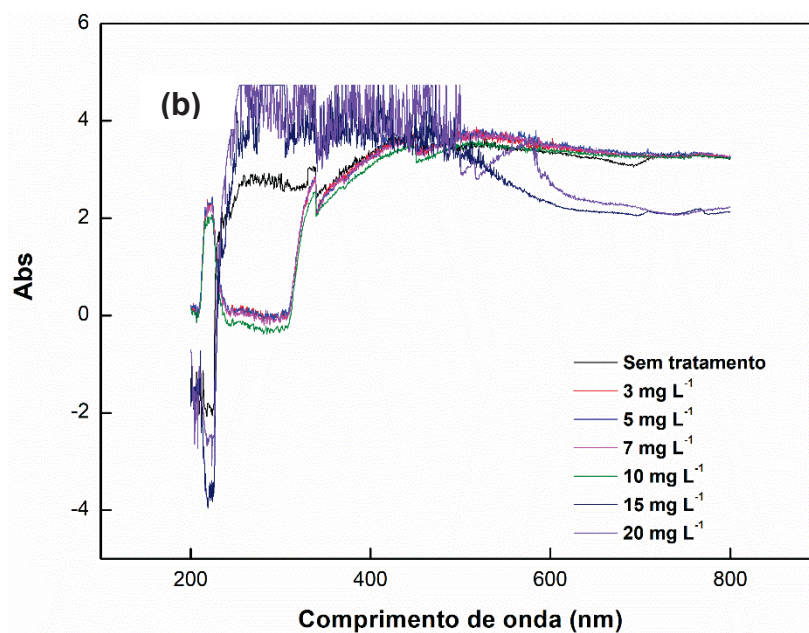 6
(b)
4
2
0
-2
-4
Abs
Sem tratamento
3 mg L⁻¹
5 mg L⁻¹
7 mg L⁻¹
10 mg L⁻¹
15 mg L⁻¹
20 mg L⁻¹
200 400 600 800
Comprimento de onda (nm)